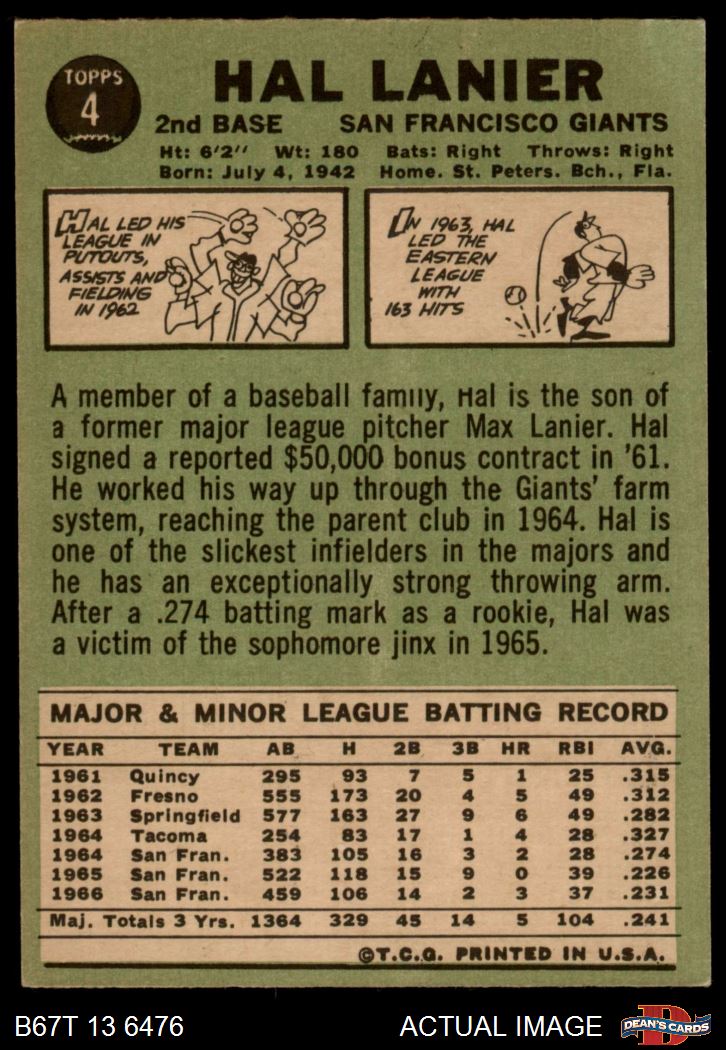 TOPPS
4
HAL LANIER
2nd BASE SAN FRANCISCO GIANTS
Ht: 6'2'' Wt: 180 Bats: Right Throws: Right
Born: July 4, 1942 Home. St. Peters. Bch., Fla.
HAL LED HIS
LEAGUE IN
PUTOUTS,
ASSISTS AND
FIELDING
IN 1962
IN 1963, HAL
LED THE
EASTERN
LEAGUE
WITH
163 HITS
A member of a baseball family, Hal is the son of
a former major league pitcher Max Lanier. Hal
signed a reported $50,000 bonus contract in '61.
He worked his way up through the Giants' farm
system, reaching the parent club in 1964. Hal is
one of the slickest infielders in the majors and
he has an exceptionally strong throwing arm.
After a .274 batting mark as a rookie, Hal was
a victim of the sophomore jinx in 1965.
MAJOR & MINOR LEAGUE BATTING RECORD
YEAR TEAM AB H 2B 3B HR RBI AVG.
1961 Quincy 295 93 7 5 1 25 .315
1962 Fresno 555 173 20 4 5 49 .312
1963 Springfield 577 163 27 9 6 49 .282
1964 Tacoma 254 83 17 1 4 28 .327
1964 San Fran. 383 105 16 3 2 28 .274
1965 San Fran. 522 118 15 9 0 39 .226
1966 San Fran. 459 106 14 2 3 37 .231
Maj. Totals 3 Yrs. 1364 329 45 14 5 104 .241
©T.C.G. PRINTED IN U.S.A.
B67T 13 6476 ACTUAL IMAGE
D
DEAN'S CARDS